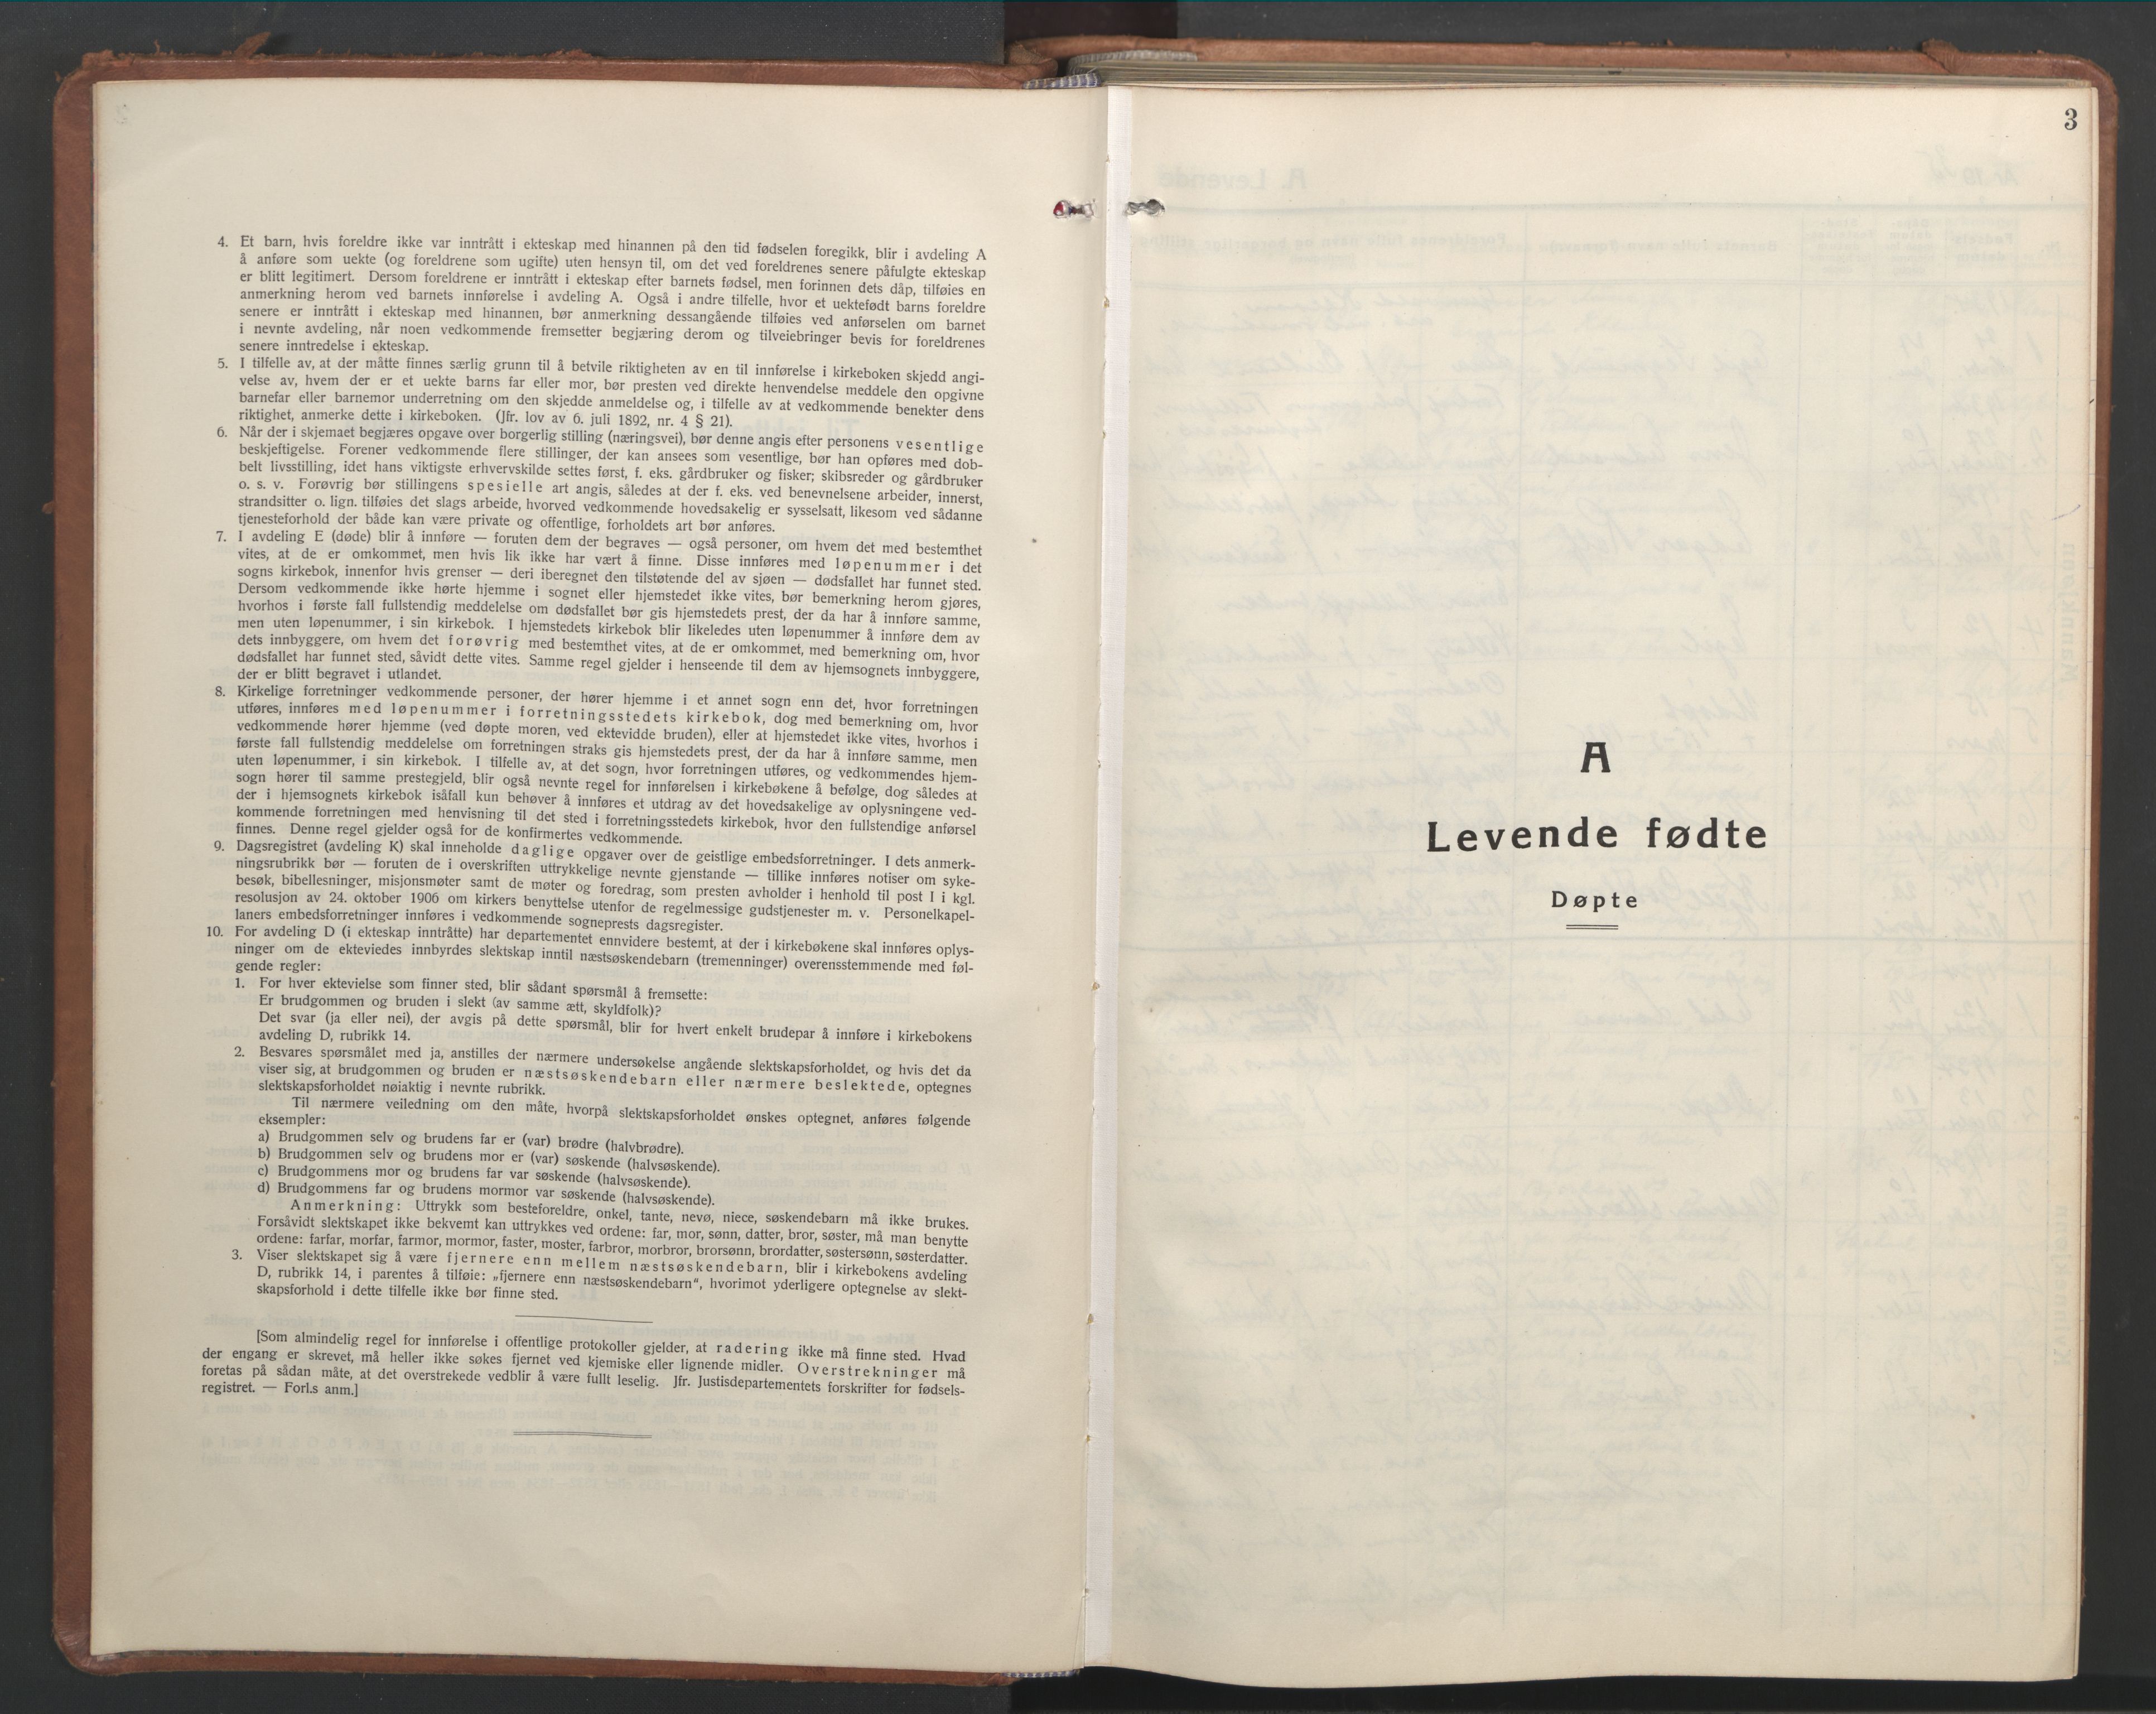 4. Et barn, hvis foreldre ikke var inntrått i ekteskap med hinannen på den tid fødselen foregikk, blir i avdeling A
å anføre som uekte (og foreldrene som ugifte) uten hensyn til, om det ved foreldrenes senere påfulgte ekteskap
er blitt legitimert. Dersom foreldrene er inntrått i ekteskap efter barnets fødsel, men forinnen dets dåp, tilføies en
anmerkning herom ved barnets innførelse i avdeling A. Også i andre tilfelle, hvor et uektefødt barns foreldre
senere er inntrått i ekteskap med hinannen, bør anmerkning dessangående tilføies ved anførselen om barnet
i nevnte avdeling, når noen vedkommende fremsetter begjæring derom og tilveiebringer bevis for foreldrenes
senere inntredelse i ekteskap.
5. I tilfelle av, at der måtte finnes særlig grunn til å betvile riktigheten av en til innførelse i kirkeboken skjedd angi-
velse av, hvem der er et uekte barns far eller mor, bør presten ved direkte henvendelse meddele den opgivne
barnefar eller barnemor underretning om den skjedde anmeldelse og, i tilfelle av at vedkommende benekter dens
riktighet, anmerke dette i kirkeboken. (Jfr. lov av 6. juli 1892, nr. 4 § 21).
6. Når der i skjemaet begjæres opgave over borgerlig stilling (næringsvei), bør denne angis efter personens vesentlige
beskjeftigelse. Forener vedkommende flere stillinger, der kan ansees som vesentlige, bør han opføres med dob-
belt livsstilling, idet hans viktigste erhvervskilde settes først, f. eks. gårdbruker og fisker; skibsreder og gårdbruker
o. s. v. Forøvrig bør stillingens spesielle art angis, således at der f. eks. ved benevnelsene arbeider, innerst,
strandsitter o. lign. tilføies det slags arbeide, hvorved vedkommende hovedsakelig er sysselsatt, likesom ved sådanne
tjenesteforhold der både kan være private og offentlige, forholdets art bør anføres.
7. I avdeling E (døde) blir å innføre — foruten dem der begraves — også personer, om hvem det med bestemthet
vites, at de er omkommet, men hvis lik ikke har vært å finne. Disse innføres med løpenummer i det
sogns kirkebok, innenfor hvis grenser — deri iberegnet den tilstøtende del av sjøen — dødsfallet har funnet sted.
Dersom vedkommende ikke hørte hjemme i sognet eller hjemstedet ikke vites, bør bemerkning herom gjøres,
hvorhos i første fall fullstendig meddelelse om dødsfallet bør gis hjemstedets prest, der da har å innføre samme,
men uten løpenummer, i sin kirkebok. I hjemstedets kirkebok blir likeledes uten løpenummer å innføre dem av
dets innbyggere, om hvem det forøvrig med bestemthet vites, at de er omkommet, med bemerkning om, hvor
dødsfallet har funnet sted, såvidt dette vites. Samme regel gjelder i henseende til dem av hjemsognets innbyggere,
der er blitt begravet i utlandet.
8. Kirkelige forretninger vedkommende personer, der hører hjemme i et annet sogn enn det, hvor forretningen
utføres, innføres med løpenummer i forretningsstedets kirkebok, dog med bemerkning om, hvor
vedkommende hører hjemme (ved døpte moren, ved ektevidde bruden), eller at hjemstedet ikke vites, hvorhos i
første fall fullstendig meddelelse om forretningen straks gis hjemstedets prest, der da har å innføre samme, men
uten løpenummer, i sin kirkebok. I tilfelle av, at det sogn, hvor forretningen utføres, og vedkommendes hjem-
sogn hører til samme prestegjeld, blir også nevnte regel for innførelsen i kirkebøkene å befølge, dog således at
der i hjemsognets kirkebok isåfall kun behøver å innføres et utdrag av det hovedsakelige av oplysningene ved-
kommende forretningen med henvisning til det sted i forretningsstedets kirkebok, hvor den fullstendige anførsel
finnes. Denne regel gjelder også for de konfirmertes vedkommende.
9. Dagsregistret (avdeling K) skal inneholde daglige opgaver over de geistlige embedsforretninger. I dets anmerk-
ningsrubrikk bør — foruten de i overskriften uttrykkelige nevnte gjenstande — tillike innføres notiser om syke-
besøk, bibellesninger, misjonsmøter samt de møter og foredrag, som presten avholder i henhold til post I i kgl.
resolusjon av 24. oktober 1906 om kirkers benyttelse utenfor de regelmessige gudstjenester m. v. Personelkapel-
laners embedsforretninger innføres i vedkommende sogneprests dagsregister.
10. For avdeling D (i ekteskap inntråtte) har departementet ennvidere bestemt, at der i kirkebøkene skal innføres oplys-
ninger om de ekteviedes innbyrdes slektskap inntil næstsøskendebarn (tremenninger) overensstemmende med føl-
gende regler:
1. For hver ektevielse som finner sted, blir sådant spørsmål å fremsette:
Er brudgommen og bruden i slekt (av samme ætt, skyldfolk)?
Det svar (ja eller nei), der avgis på dette spørsmål, blir for hvert enkelt brudepar å innføre i kirkebokens
avdeling D, rubrikk 14.
2. Besvares spørsmålet med ja, anstilles der nærmere undersøkelse angående slektskapsforholdet, og hvis det da
viser sig, at brudgommen og bruden er næstsøskendebarn eller nærmere beslektede, optegnes
slektskapsforholdet nøiaktig i nevnte rubrikk.
Til nærmere veiledning om den måte, hvorpå slektskapsforholdet ønskes optegnet, anføres følgende
eksempler:
a) Brudgommen selv og brudens far er (var) brødre (halvbrødre).
b) Brudgommen selv og brudens mor er (var) søskende (halvsøskende).
c) Brudgommens mor og brudens far var søskende (halvsøskende).
d) Brudgommens far og brudens mormor var søskende (halvsøskende).
Anmerkning: Uttrykk som besteforeldre, onkel, tante, nevø, niece, søskendebarn må ikke brukes.
Forsåvidt slektskapet ikke bekvemt kan uttrykkes ved ordene: far, mor, sønn, datter, bror, søster, må man benytte
ordene: farfar, morfar, farmor, mormor, faster, moster, farbror, morbror, brorsønn, brordatter, søstersønn, søsterdatter.
3. Viser slektskapet sig å være fjernere enn mellem næstsøskendebarn, blir i kirkebokens avdeling
D, rubrikk 14, i parentes å tilføie: „fjernere enn næstsøskendebarn“, hvorimot yderligere optegnelse av slekt-
skapsforhold i dette tilfelle ikke bør finne sted.
[Som almindelig regel for innførelse i offentlige protokoller gjelder, at radering ikke må finne sted. Hvad
der engang er skrevet, må heller ikke søkes fjernet ved kjemiske eller lignende midler. Overstrekninger må
foretas på sådan måte, at det overstrekede vedblir å være fullt leselig. Jfr. Justisdepartementets forskrifter for fødsels-
registret. — Forl.s anm.]
3
A
Levende fødte
Døpte